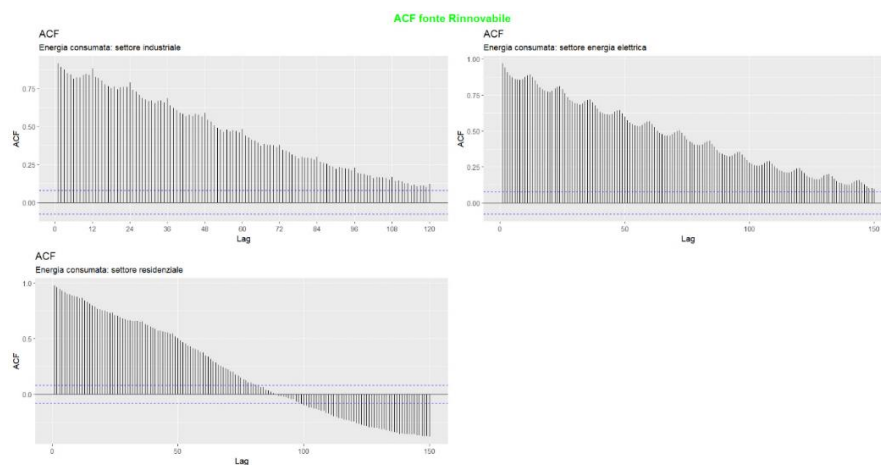 ACF fonte Rinnovabile
ACF
Energia consumata: settore industriale
0.75
0.50
0.25
0.00
ACF
0 12 24 30 48 60 72 84 96 108 120
Lag
ACF
Energia consumata: settore energia elettrica
1.00
0.75
0.50
0.25
0.00
ACF
0 50 100 150
Lag
ACF
Energia consumata: settore residenziale
1.0
0.5
0.0
ACF
0 50 100 150
Lag